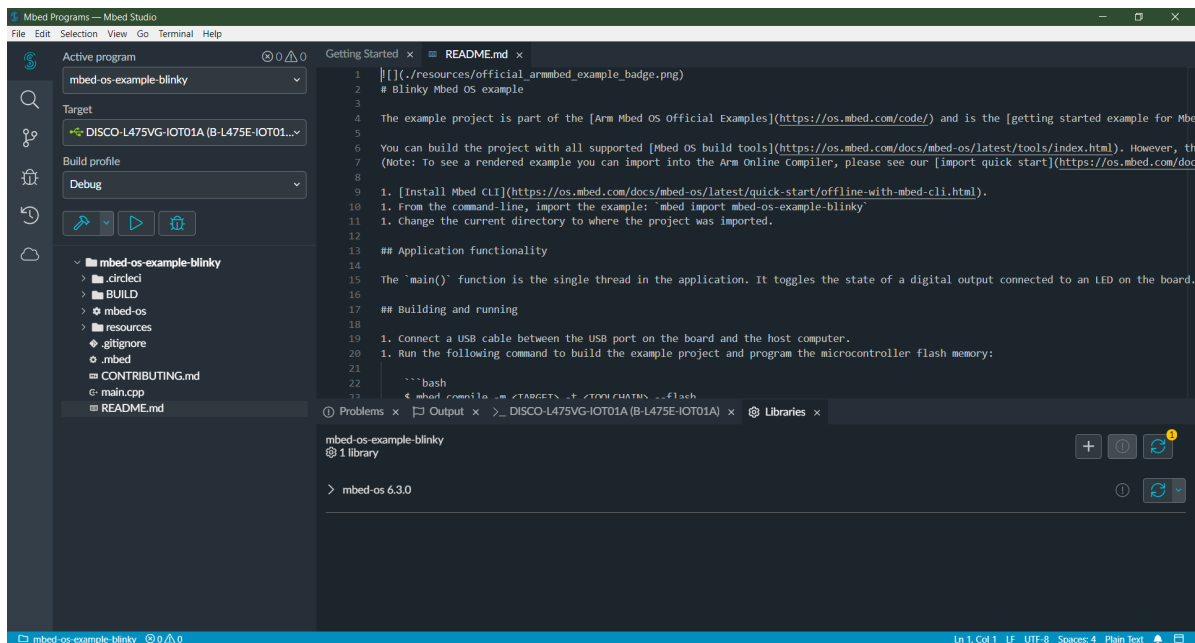 Mbed Programs — Mbed Studio
File Edit Selection View Go Terminal Help
Active program 0 0
mbed-os-example-blinky
Target
DISCO-L475VG-IOT01A (B-L475E-IOT01...
Build profile
Debug
mbed-os-example-blinky
.circleci
BUILD
mbed-os
resources
.gitignore
.mbed
CONTRIBUTING.md
main.cpp
README.md
Getting Started README.md
1 ![](./resources/official_armmbed_example_badge.png)
2 # Blinky Mbed OS example
3
4 The example project is part of the [Arm Mbed OS Official Examples](https://os.mbed.com/code/) and is the [getting started example for Mbe
5
6 You can build the project with all supported [Mbed OS build tools](https://os.mbed.com/docs/mbed-os/latest/tools/index.html). However, th
7 (Note: To see a rendered example you can import into the Arm Online Compiler, please see our [import quick start](https://os.mbed.com/doc
8
9 1. [Install Mbed CLI](https://os.mbed.com/docs/mbed-os/latest/quick-start/offline-with-mbed-cli.html).
10 1. From the command-line, import the example: `mbed import mbed-os-example-blinky`
11 1. Change the current directory to where the project was imported.
12
13 ## Application functionality
14
15 The `main()` function is the single thread in the application. It toggles the state of a digital output connected to an LED on the board.
16
17 ## Building and running
18
19 1. Connect a USB cable between the USB port on the board and the host computer.
20 1. Run the following command to build the example project and program the microcontroller flash memory:
21
22 ```bash
23 $ mbed compile -m <TARGET> -t <TOOLCHAIN> --flash
Problems Output >_ DISCO-L475VG-IOT01A (B-L475E-IOT01A) Libraries
mbed-os-example-blinky
1 library
1
mbed-os 6.3.0
mbed-os-example-blinky 0 0 Ln 1, Col 1 LF UTF-8 Spaces: 4 Plain Text